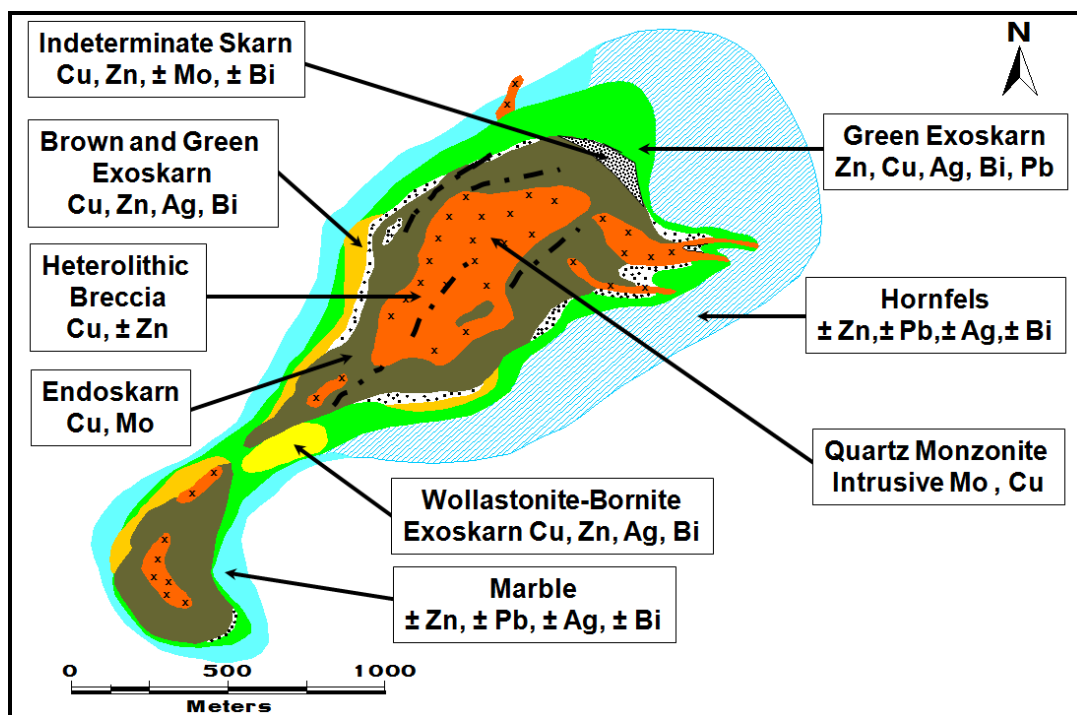 Indeterminate Skarn
Cu, Zn, ± Mo, ± Bi
N
Brown and Green
Exoskarn
Cu, Zn, Ag, Bi
Green Exoskarn
Zn, Cu, Ag, Bi, Pb
Heterolithic
Breccia
Cu, ± Zn
Hornfels
± Zn,± Pb,± Ag,± Bi
Endoskarn
Cu, Mo
Quartz Monzonite
Intrusive Mo , Cu
Wollastonite-Bornite
Exoskarn Cu, Zn, Ag, Bi
Marble
± Zn, ± Pb, ± Ag, ± Bi
0 500 1000
Meters